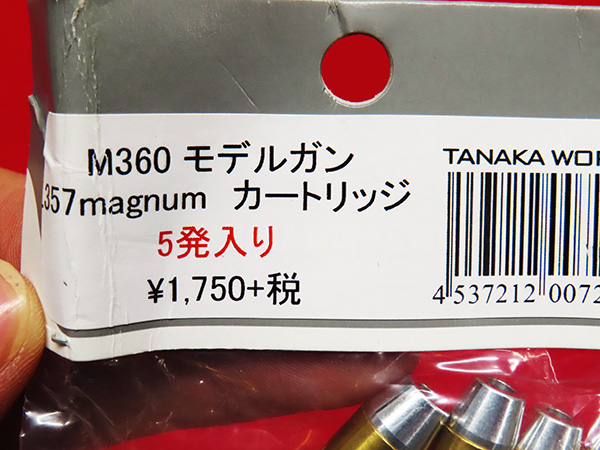 M360 モデルガン
.357magnum カートリッジ
5発入り
¥1,750+税
TANAKA WOR
4 537212 0072